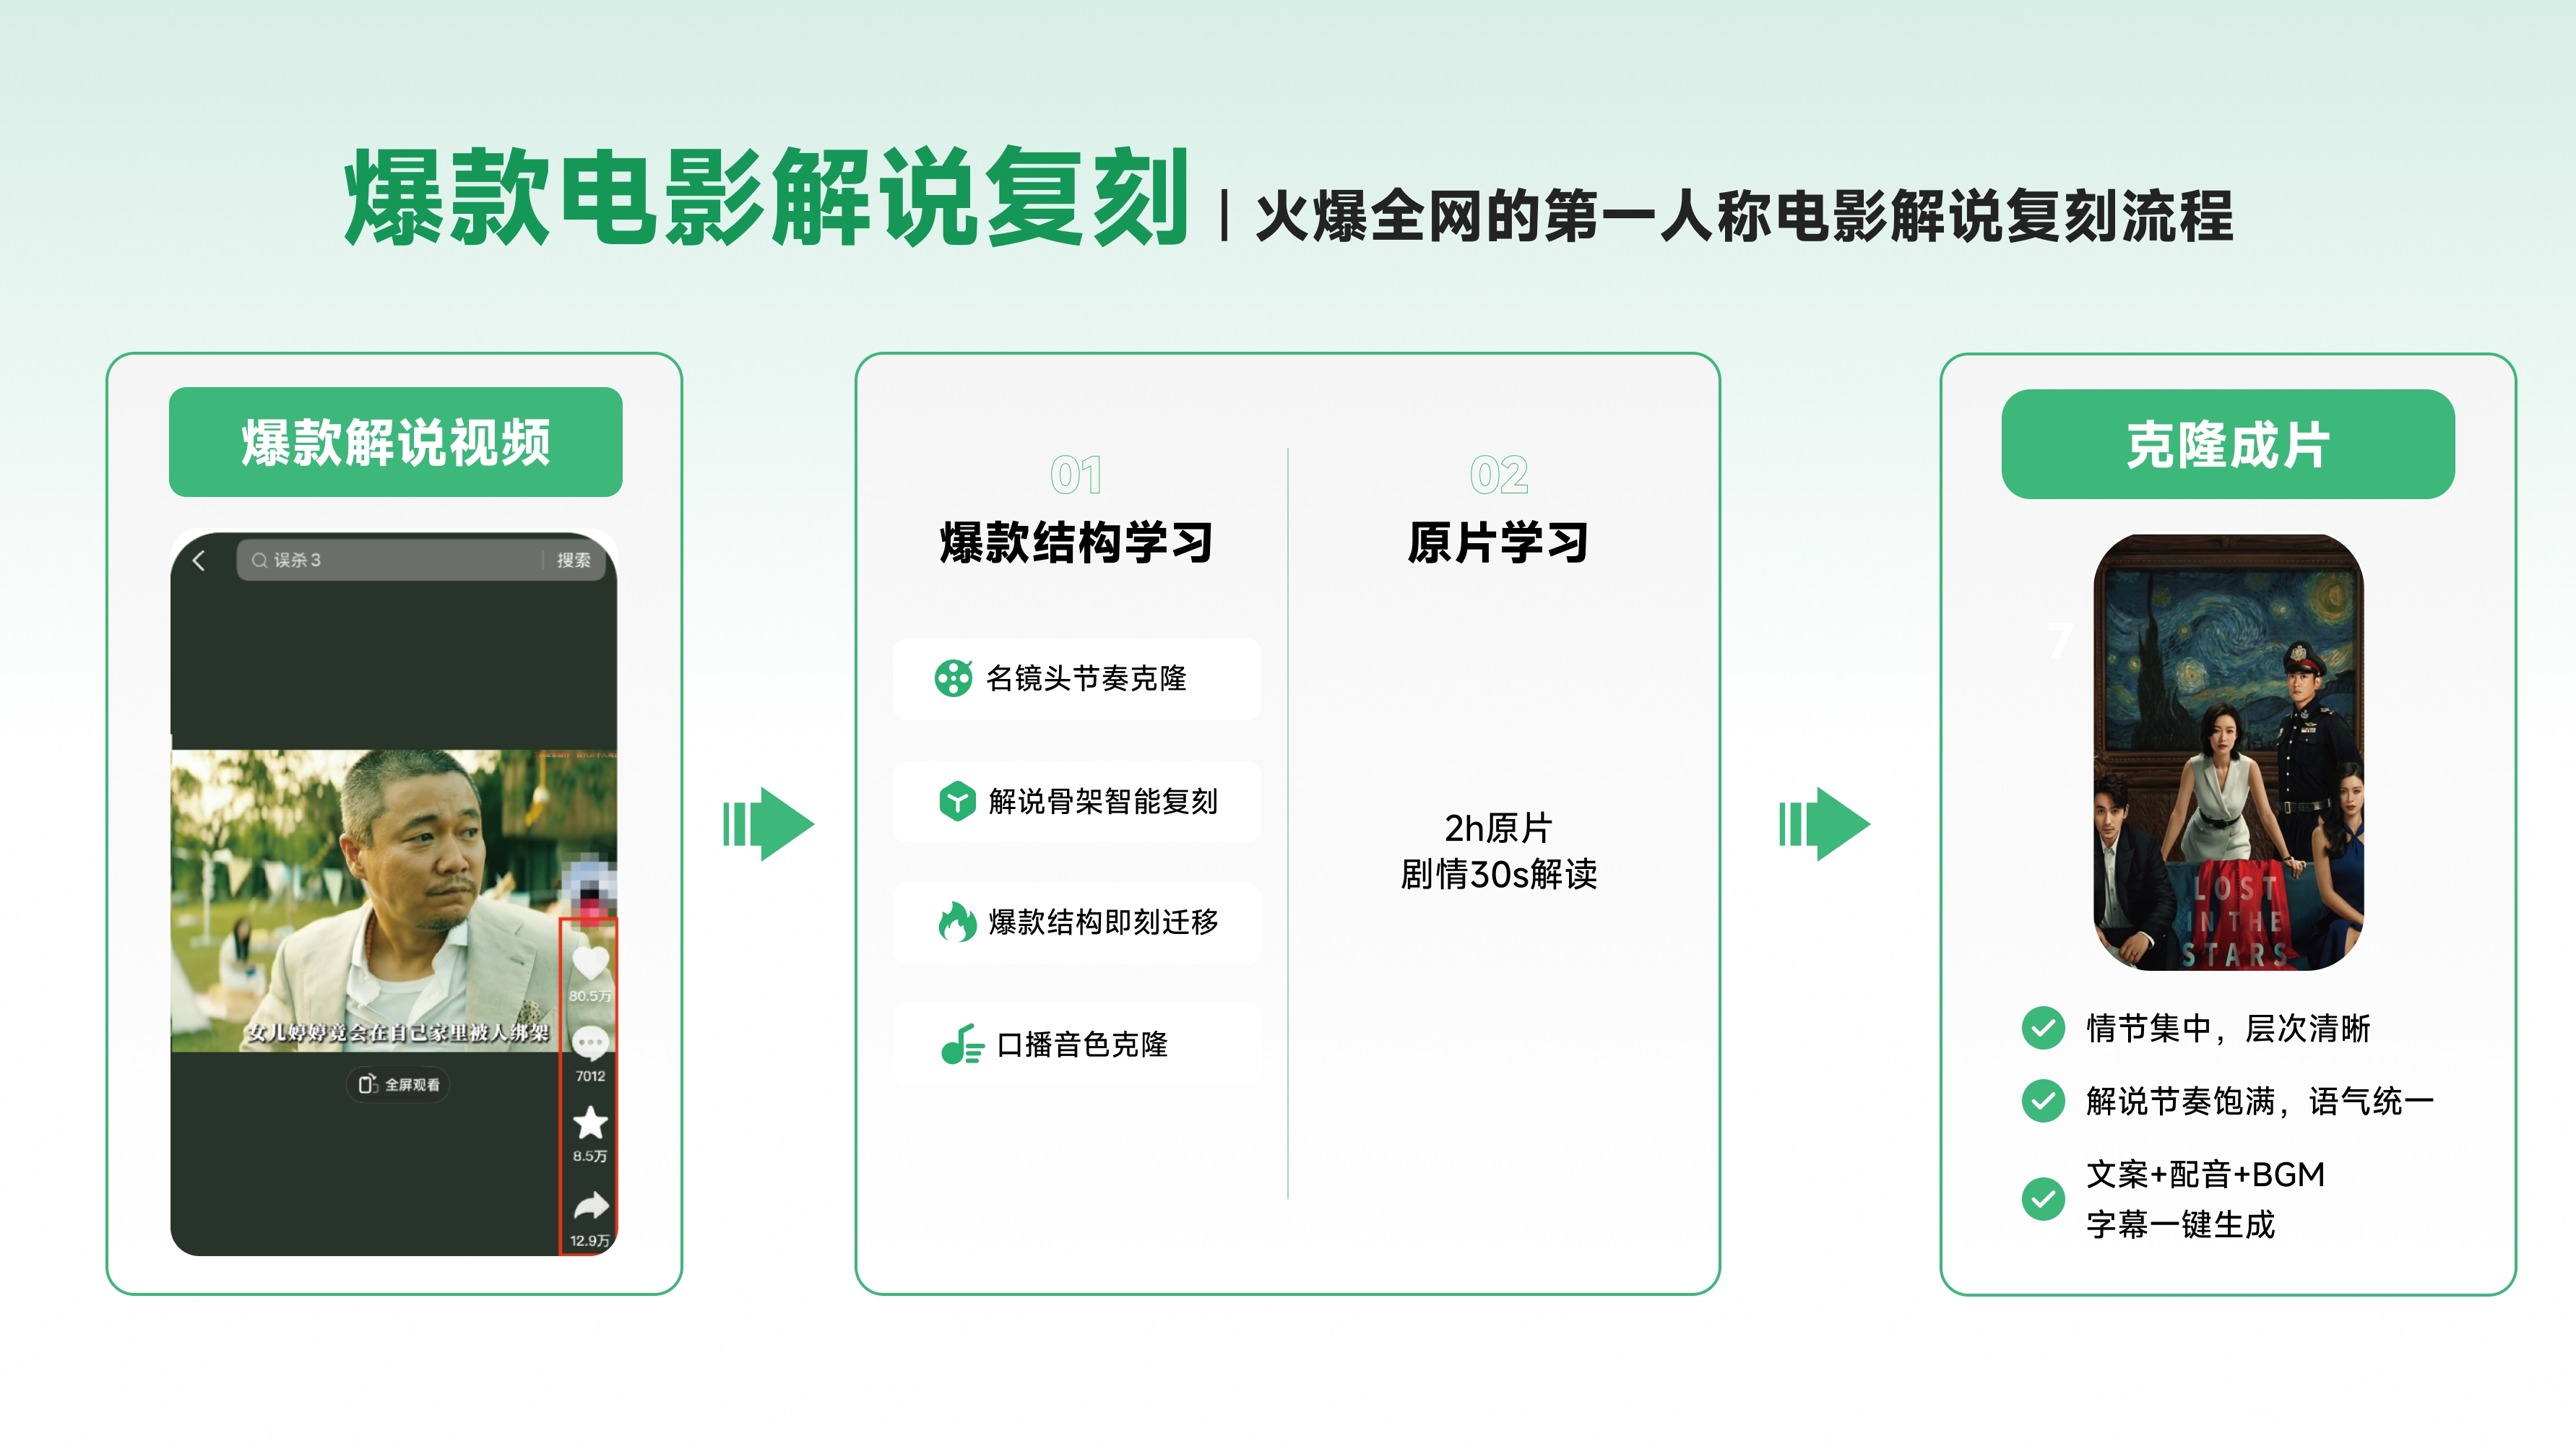 爆款电影解说复刻
火爆全网的第一人称电影解说复刻流程
爆款解说视频
误杀3
搜索
女儿婷婷竟会在自己家里被人绑架
80.5万
7012
全屏观看
8.5万
12.9万
01
爆款结构学习
名镜头节奏克隆
解说骨架智能复刻
爆款结构即刻迁移
口播音色克隆
02
原片学习
2h原片
剧情30s解读
克隆成片
7
LOST
IN THE
STARS
情节集中，层次清晰
解说节奏饱满，语气统一
文案+配音+BGM
字幕一键生成